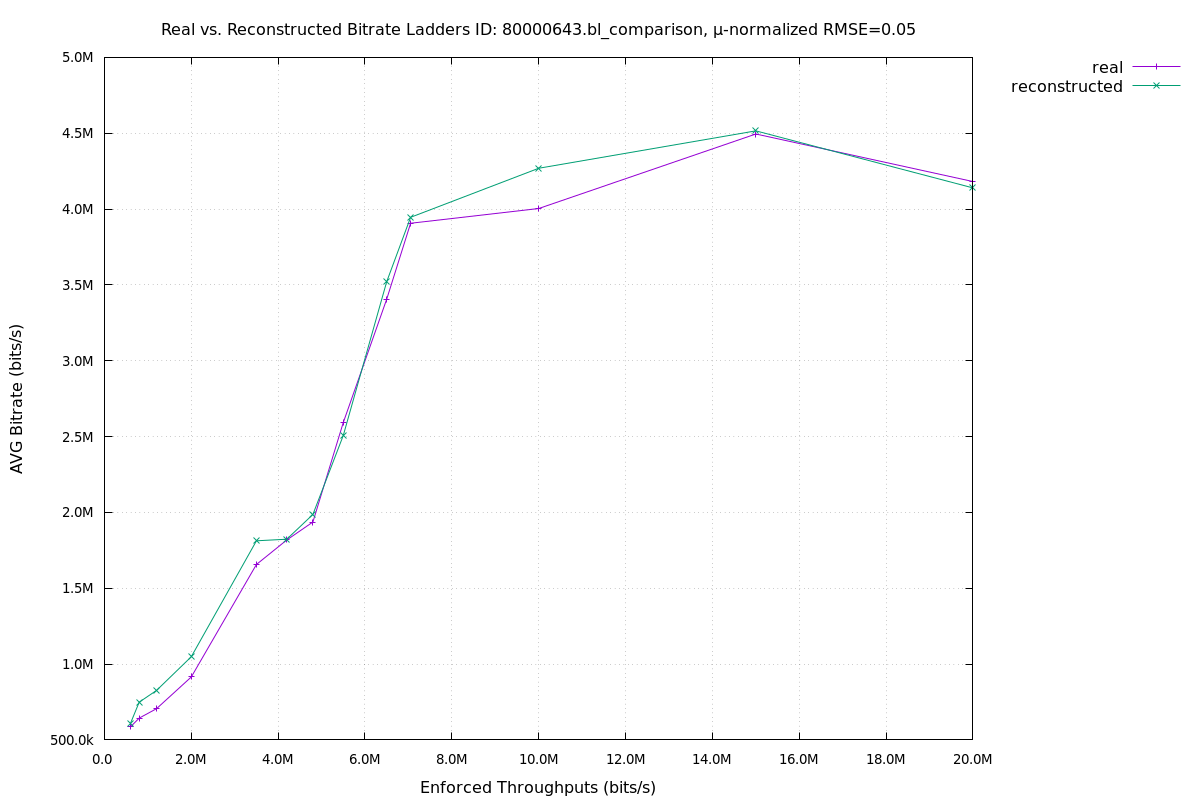 Real vs. Reconstructed Bitrate Ladders ID: 80000643.bl_comparison, μ-normalized RMSE=0.05
real
reconstructed
5.0M
4.5M
4.0M
3.5M
3.0M
2.5M
2.0M
1.5M
1.0M
500.0k
AVG Bitrate (bits/s)
0.0 2.0M 4.0M 6.0M 8.0M 10.0M 12.0M 14.0M 16.0M 18.0M 20.0M
Enforced Throughputs (bits/s)